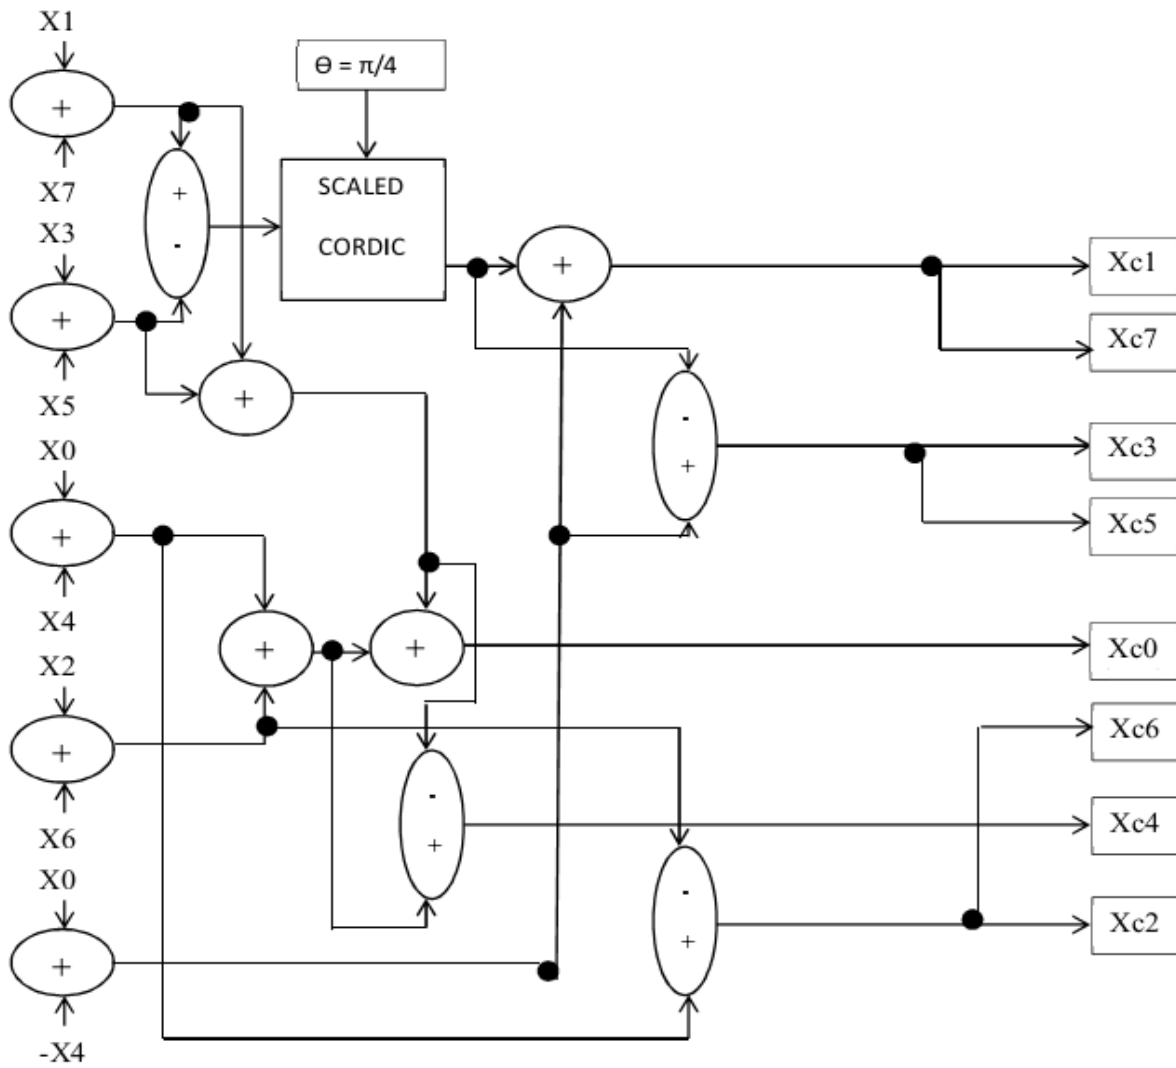 X1
+
X7
X3
+
X5
X0
+
X4
X2
+
X6
X0
+
-X4
+
-
Ɵ = π/4
SCALED
CORDIC
+
+
+
+
-
+
-
+
-
+
Xc1
Xc7
Xc3
Xc5
Xc0
Xc6
Xc4
Xc2